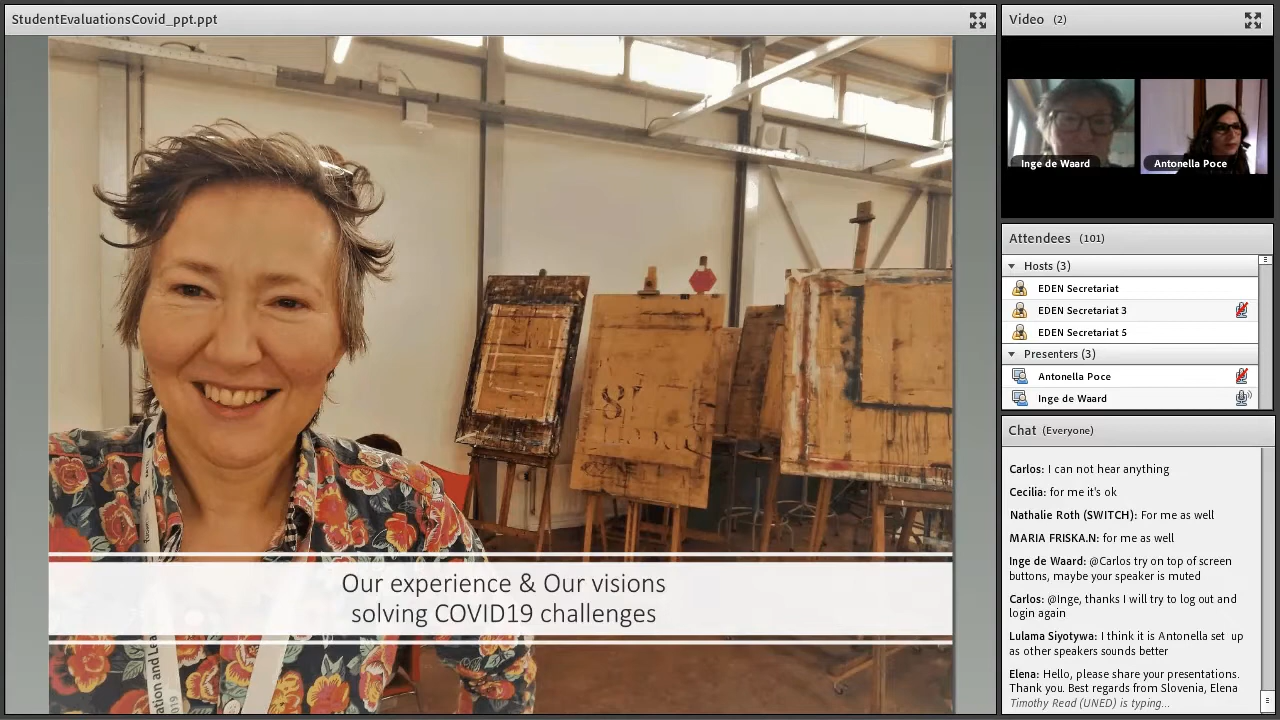 StudentEvaluationsCovid_ppt.ppt
Our experience & Our visions
solving COVID19 challenges
Video (2)
Inge de Waard
Antonella Poce
Attendees (101)
Hosts (3)
EDEN Secretariat
EDEN Secretariat 3
EDEN Secretariat 5
Presenters (3)
Antonella Poce
Inge de Waard
Chat (Everyone)
Carlos: I can not hear anything
Cecilia: for me it's ok
Nathalie Roth (SWITCH): For me as well
MARIA FRISKA.N: for me as well
Inge de Waard: @Carlos try on top of screen
buttons, maybe your speaker is muted
Carlos: @Inge, thanks I will try to log out and
login again
Lulama Siyotywa: I think it is Antonella set up
as other speakers sounds better
Elena: Hello, please share your presentations.
Thank you. Best regards from Slovenia, Elena
Timothy Read (UNED) is typing...